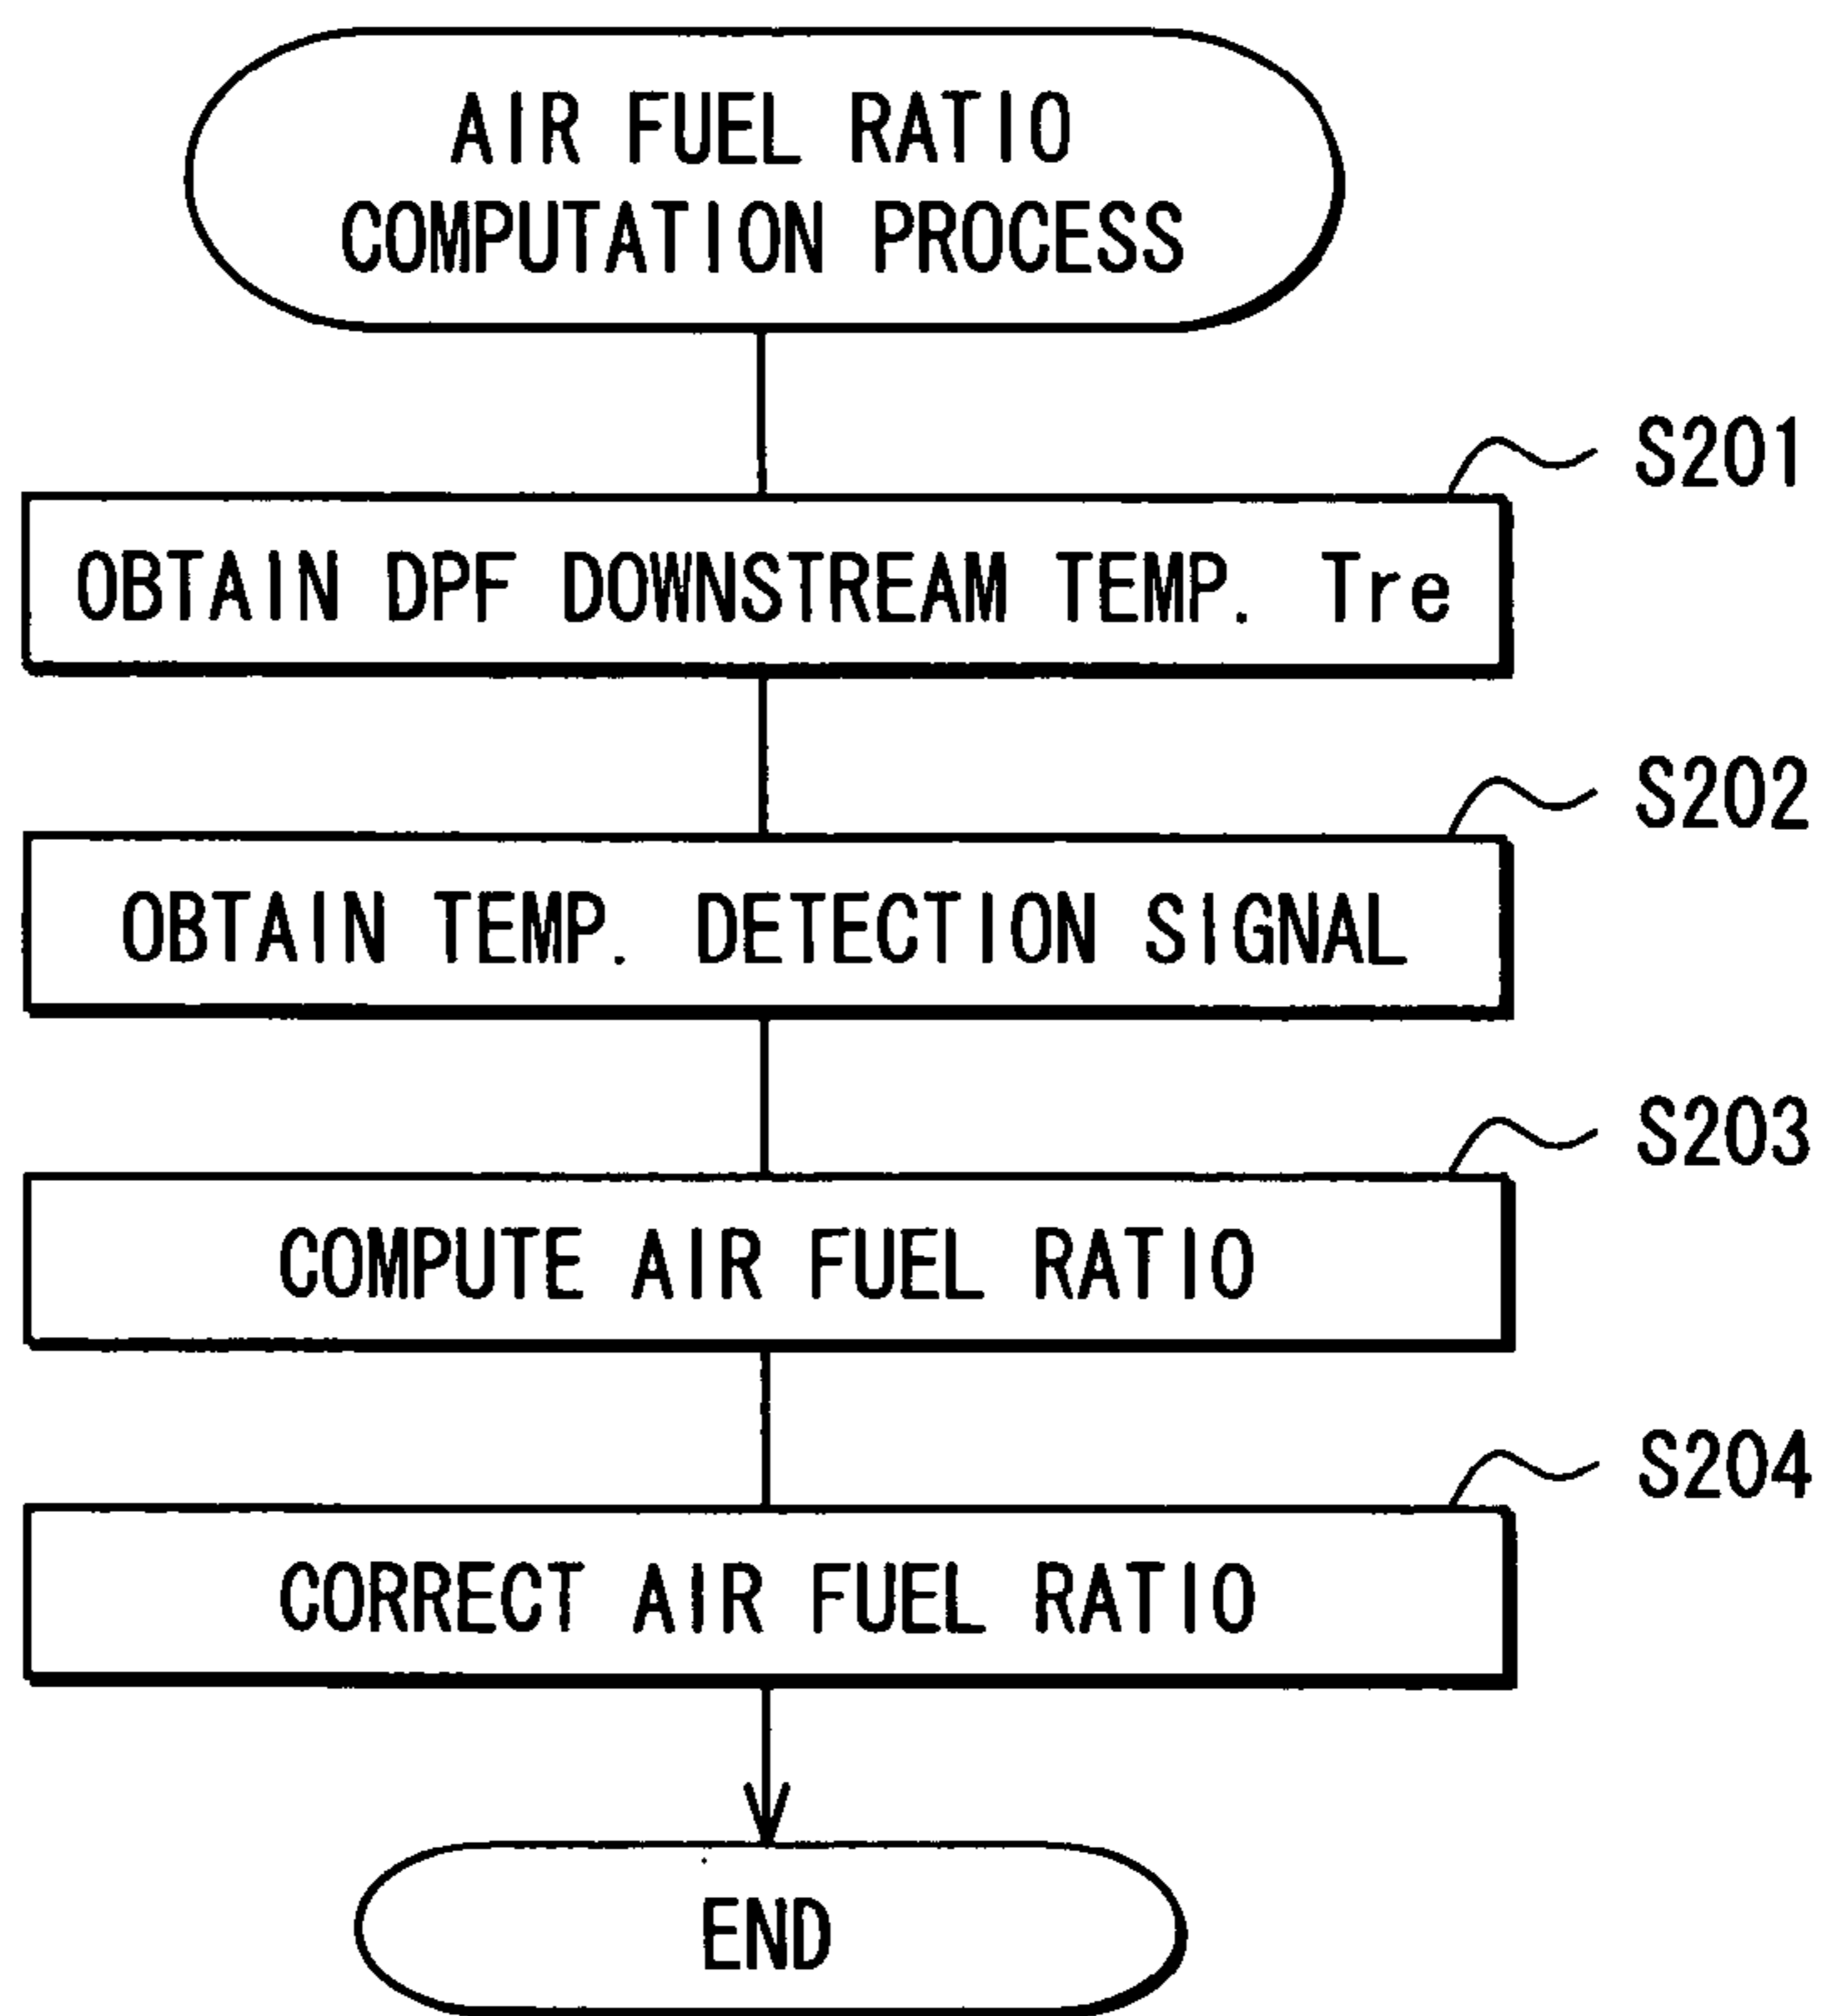 AIR FUEL RATIO
COMPUTATION PROCESS
S201
OBTAIN DPF DOWNSTREAM TEMP. Tre
S202
OBTAIN TEMP. DETECTION SIGNAL
S203
COMPUTE AIR FUEL RATIO
S204
CORRECT AIR FUEL RATIO
END